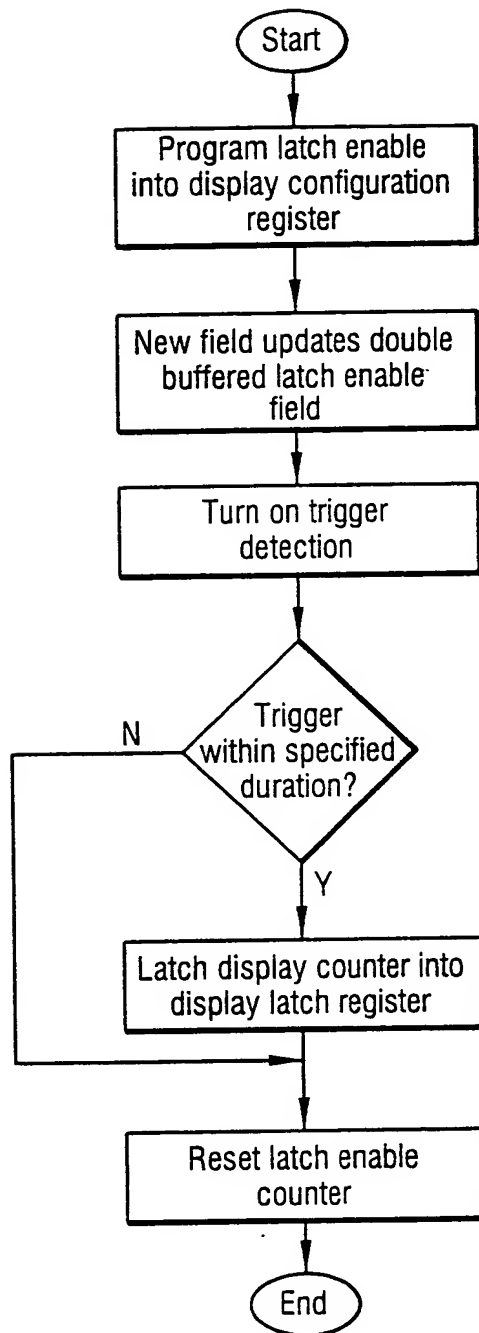 Start
Program latch enable
into display configuration
register
New field updates double
buffered latch enable
field
Turn on trigger
detection
Trigger
within specified
duration?
N
Y
Latch display counter into
display latch register
Reset latch enable
counter
End